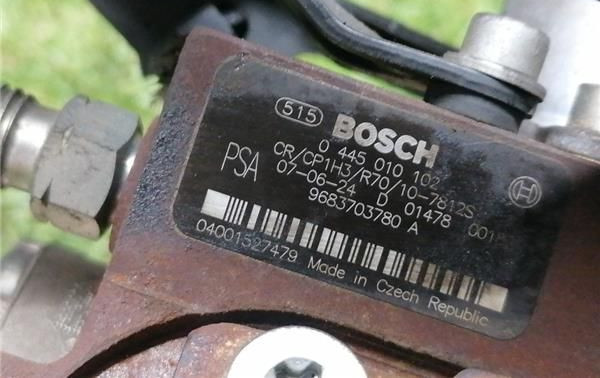 515 BOSCH
0 445 010 102
PSA CR/CP1H3/R70/10-7812S
07-06-24 D 01478
9683703780 A
04001527479 Made in Czech Republic